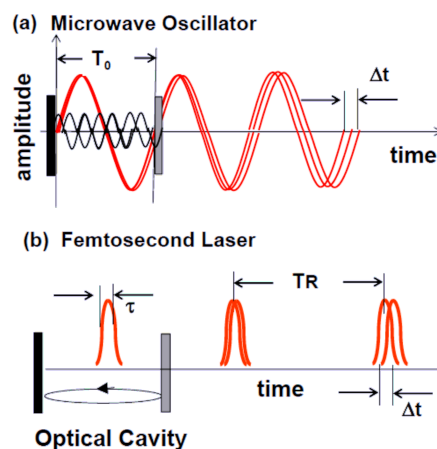 (a) Microwave Oscillator
T₀
amplitude
Δt
time
(b) Femtosecond Laser
TR
τ
time
Δt
Optical Cavity